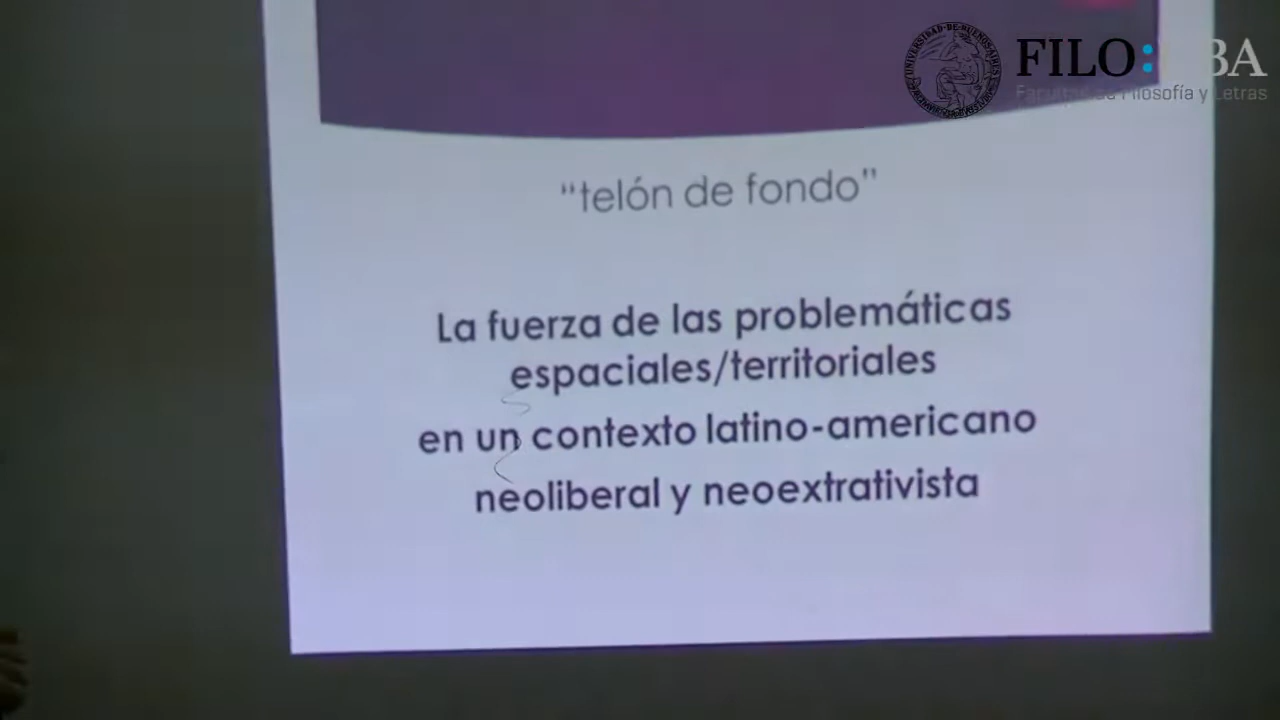 FILO:UBA
Facultad de Filosofía y Letras
"telón de fondo"
La fuerza de las problemáticas
espaciales/territoriales
en un contexto latino-americano
neoliberal y neoextrativista